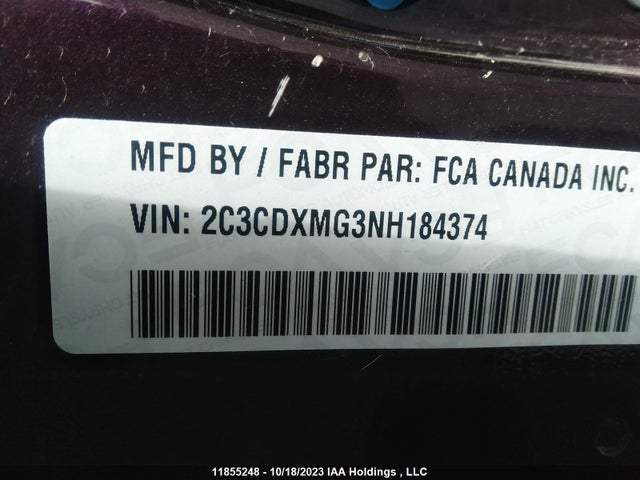 MFD BY / FABR PAR: FCA CANADA INC.
VIN: 2C3CDXMG3NH184374
11855248 - 10/18/2023 IAA Holdings , LLC